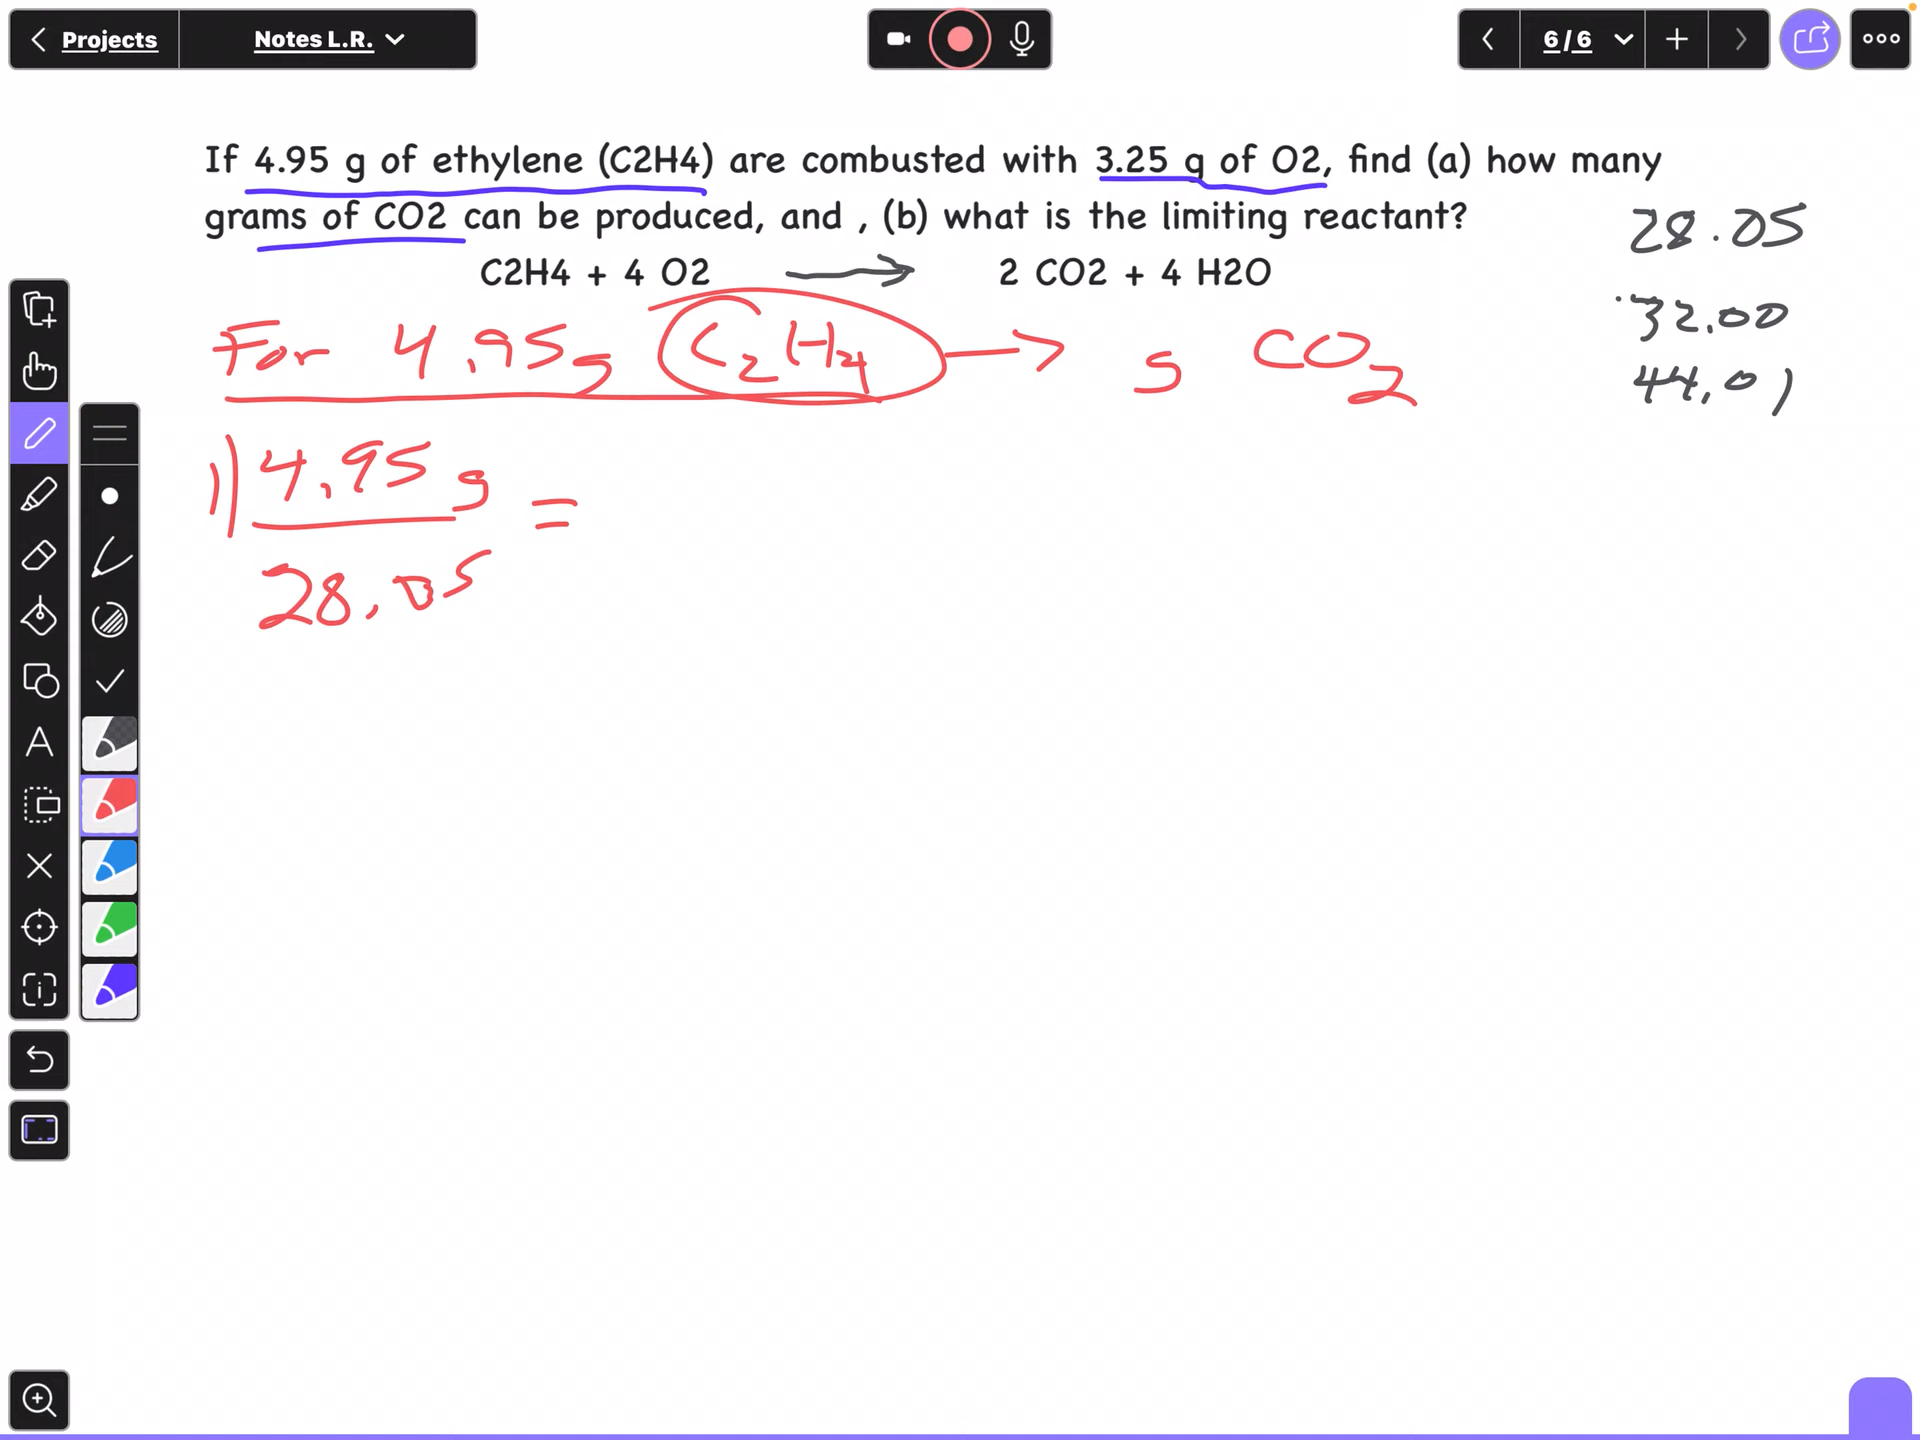 Projects Notes L.R. 6/6
If 4.95 g of ethylene (C2H4) are combusted with 3.25 g of O2, find (a) how many
grams of CO2 can be produced, and , (b) what is the limiting reactant?
28.05
C2H4 + 4 O2 → 2 CO2 + 4 H2O
32.00
For 4.95g C2H4 → g CO2
44.01
1) 4.95 g =
28.05
A